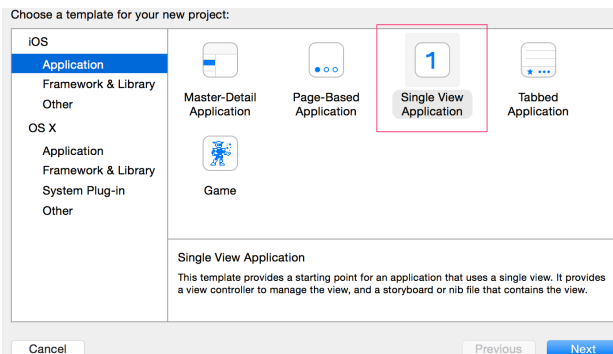 Choose a template for your new project:
iOS
Application
Framework & Library
Other
OS X
Application
Framework & Library
System Plug-in
Other
Master-Detail
Application
Page-Based
Application
1
Single View
Application
Tabbed
Application
Game
Single View Application
This template provides a starting point for an application that uses a single view. It provides
a view controller to manage the view, and a storyboard or nib file that contains the view.
Cancel
Previous
Next